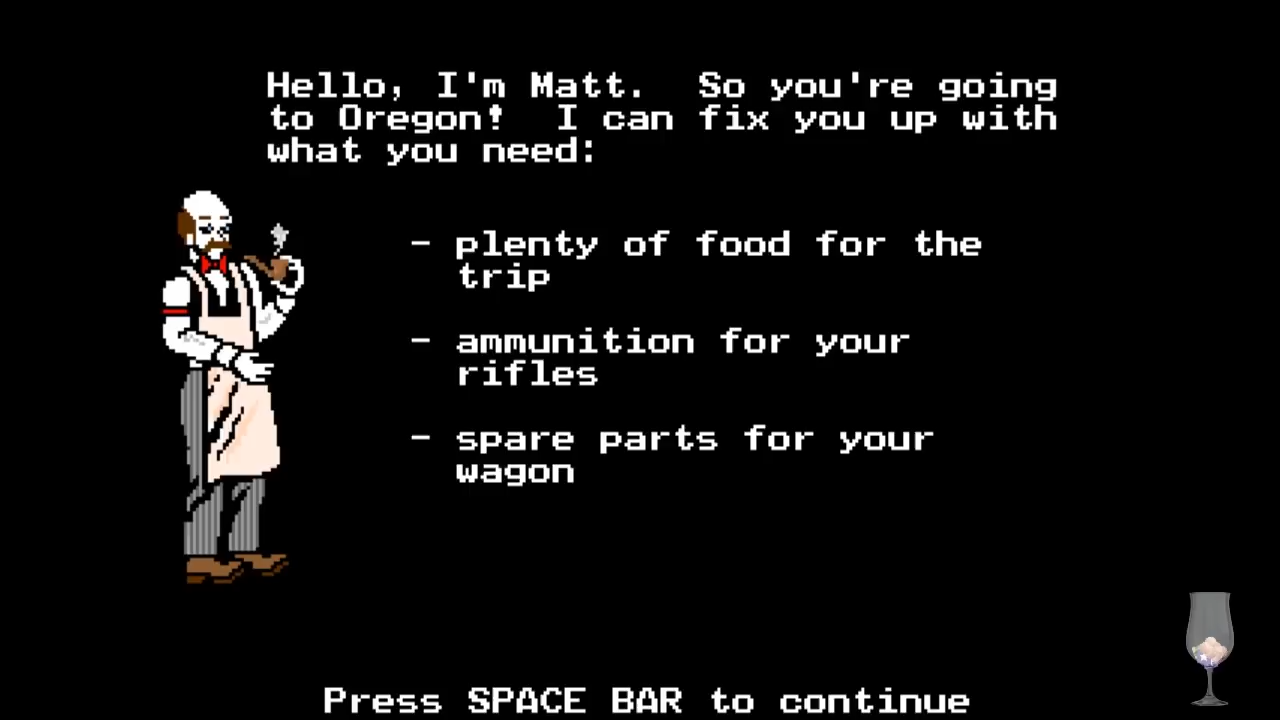 Hello, I'm Matt. So you're going
to Oregon! I can fix you up with
what you need:
- plenty of food for the
trip
- ammunition for your
rifles
- spare parts for your
wagon
Press SPACE BAR to continue